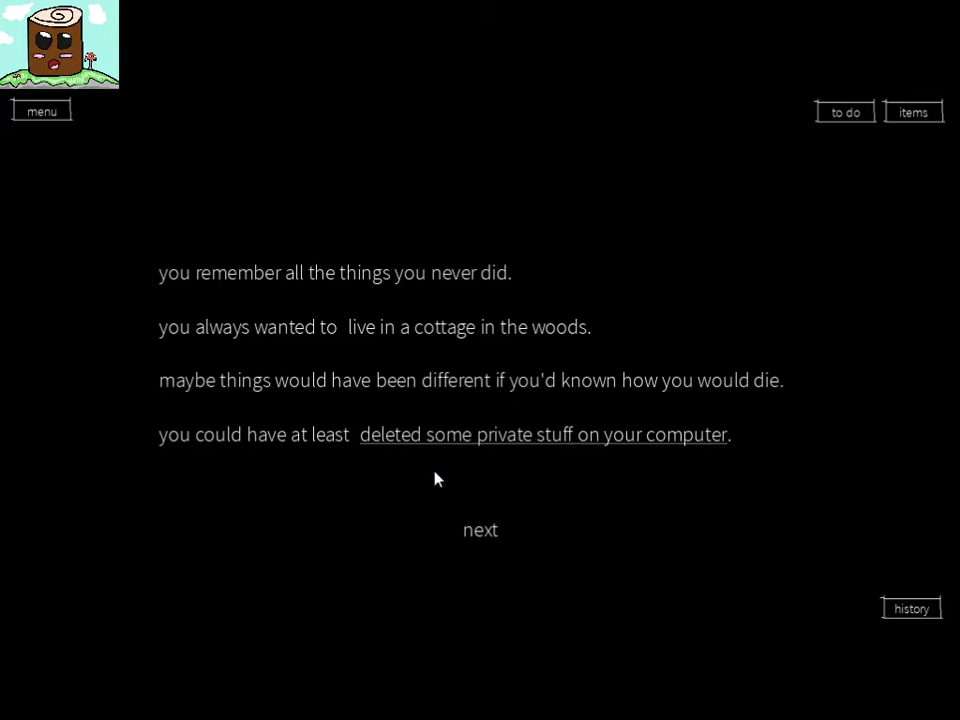 menu
to do
items
you remember all the things you never did.
you always wanted to live in a cottage in the woods.
maybe things would have been different if you'd known how you would die.
you could have at least deleted some private stuff on your computer.
next
history